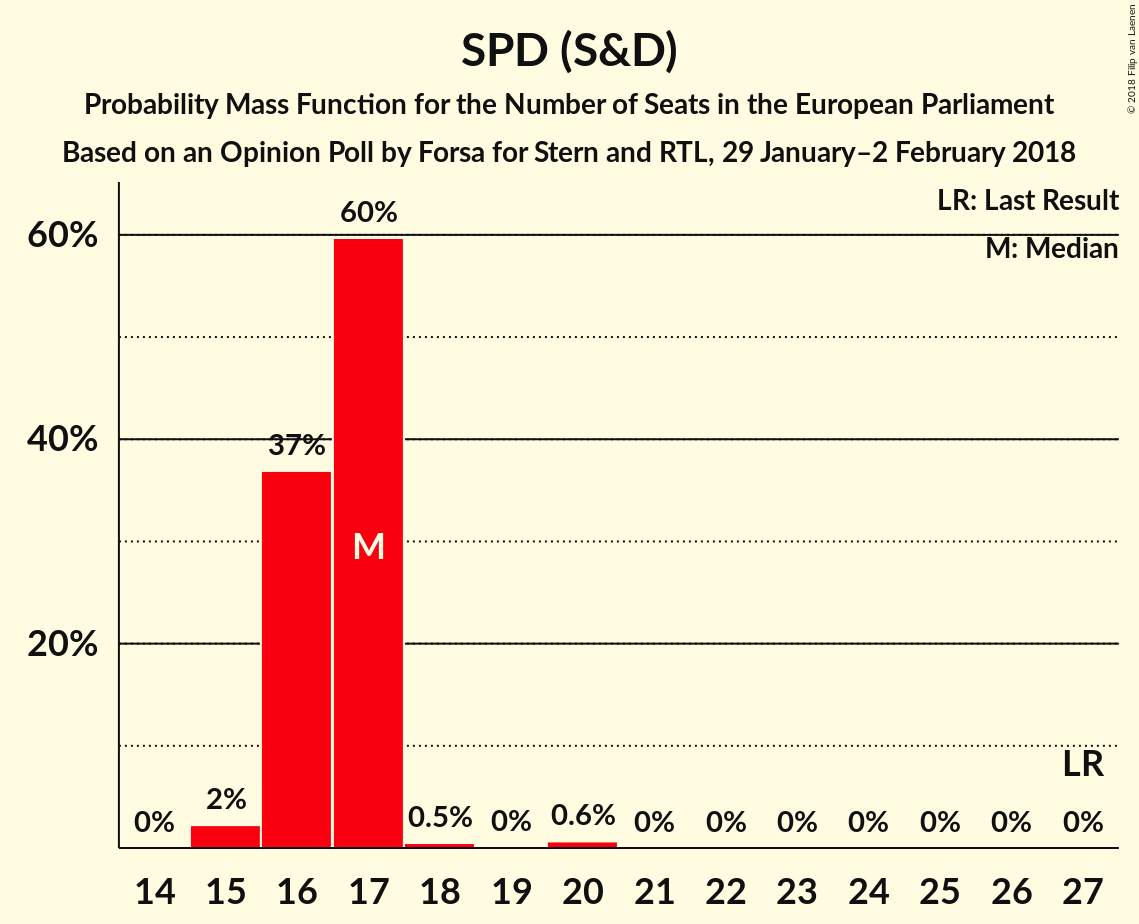 SPD (S&D)
Probability Mass Function for the Number of Seats in the European Parliament
Based on an Opinion Poll by Forsa for Stern and RTL, 29 January–2 February 2018
© 2018 Filip van Laenen
LR: Last Result
M: Median
60%
40%
20%
0%
2%
37%
60%
M
0.5%
0%
0.6%
0%
0%
0%
0%
0%
0%
LR
0%
14 15 16 17 18 19 20 21 22 23 24 25 26 27